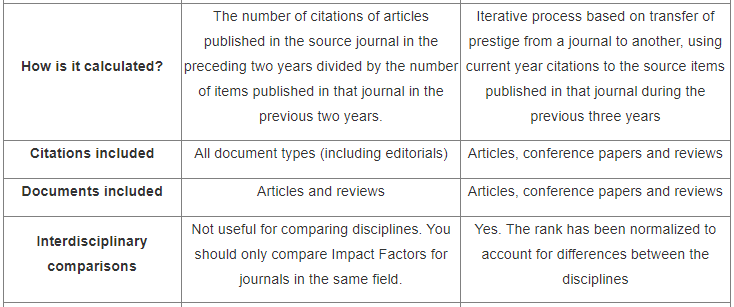 How is it calculated?
The number of citations of articles
published in the source journal in the
preceding two years divided by the number
of items published in that journal in the
previous two years.
Iterative process based on transfer of
prestige from a journal to another, using
current year citations to the source items
published in that journal during the
previous three years
Citations included
All document types (including editorials)
Articles, conference papers and reviews
Documents included
Articles and reviews
Articles, conference papers and reviews
Interdisciplinary
comparisons
Not useful for comparing disciplines. You
should only compare Impact Factors for
journals in the same field.
Yes. The rank has been normalized to
account for differences between the
disciplines